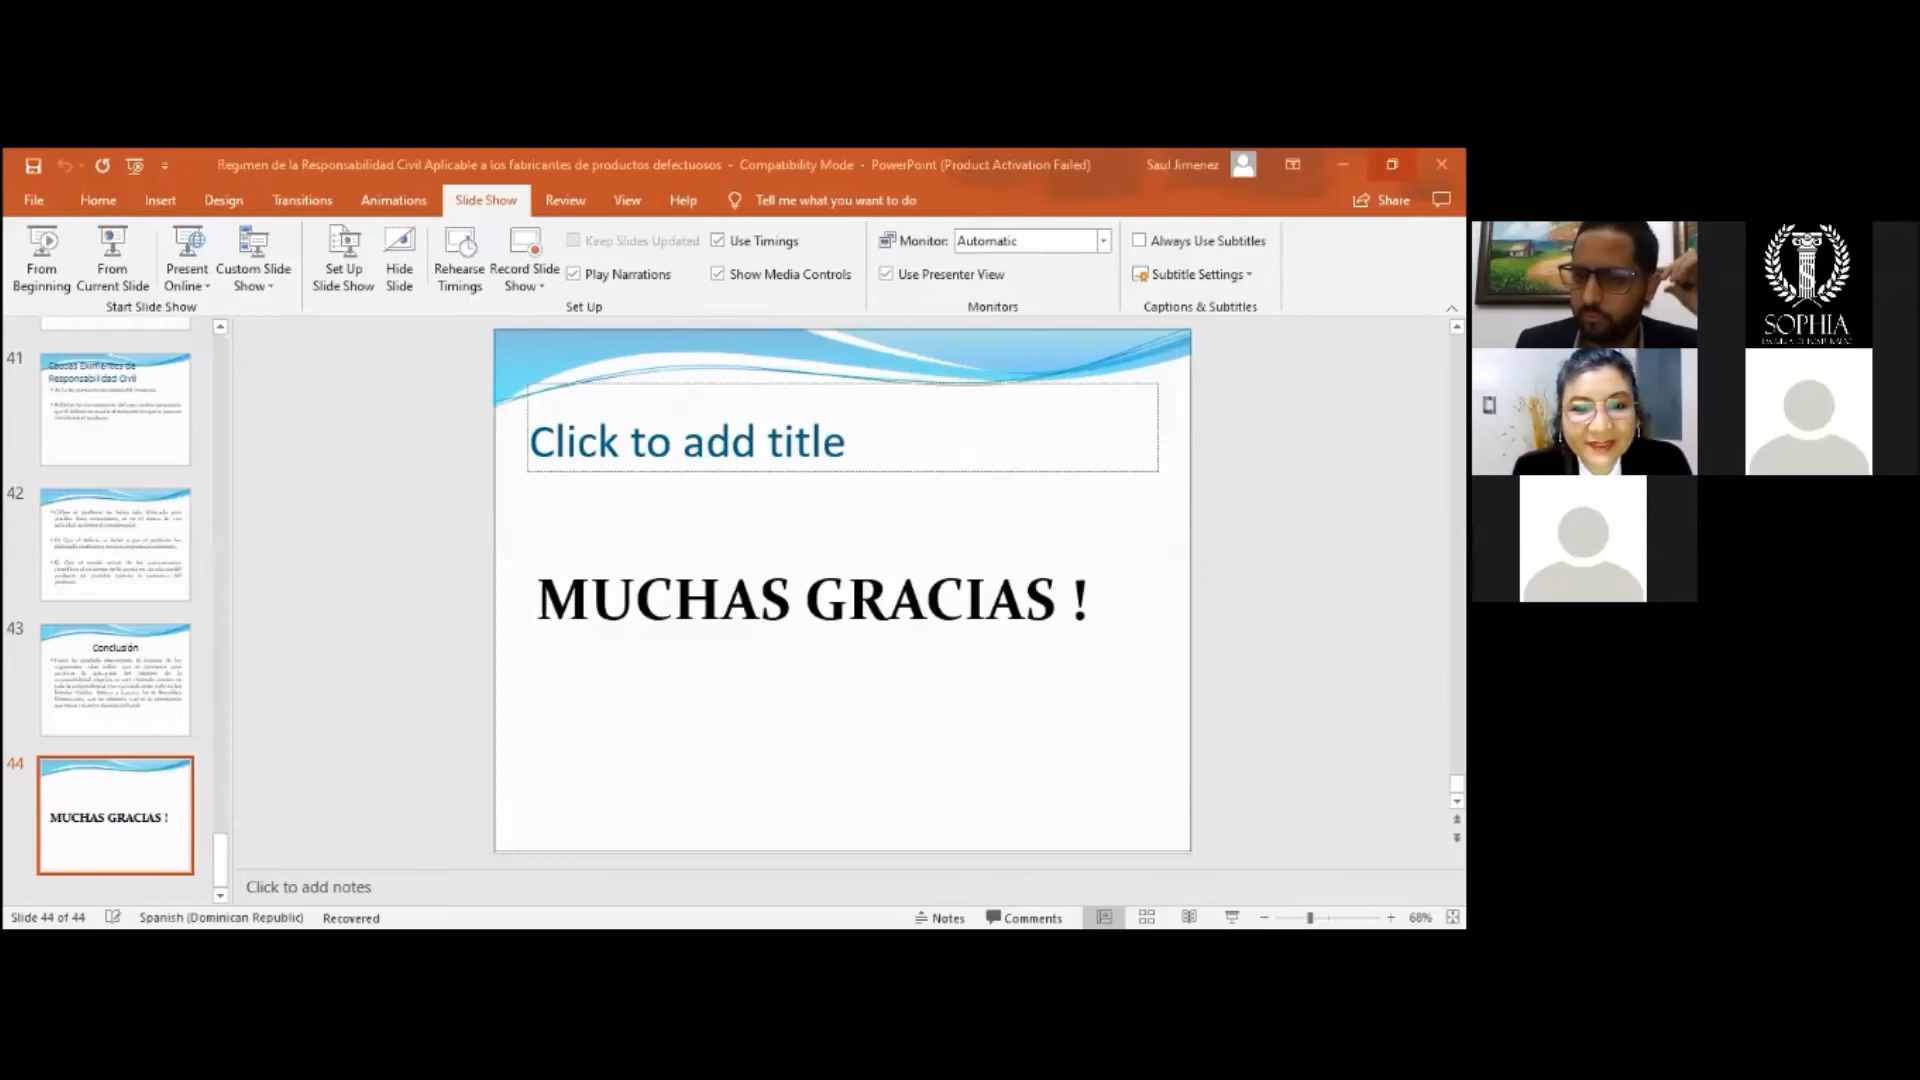 Regimen de la Responsabilidad Civil Aplicable a los fabricantes de productos defectuosos - Compatibility Mode - PowerPoint (Product Activation Failed)
Saul Jimenez
File Home Insert Design Transitions Animations Slide Show Review View Help Tell me what you want to do
Share
From Beginning
From Current Slide
Present Online
Custom Slide Show
Start Slide Show
Set Up Slide Show
Hide Slide
Rehearse Timings
Record Slide Show
Keep Slides Updated
Play Narrations
Use Timings
Show Media Controls
Set Up
Monitor: Automatic
Use Presenter View
Monitors
Always Use Subtitles
Subtitle Settings
Captions & Subtitles
41
Causas Eximentes de
Responsabilidad Civil
42
43
Conclusión
44
MUCHAS GRACIAS !
Click to add title
MUCHAS GRACIAS !
Click to add notes
Slide 44 of 44 Spanish (Dominican Republic) Recovered
Notes Comments 68%
SOPHIA